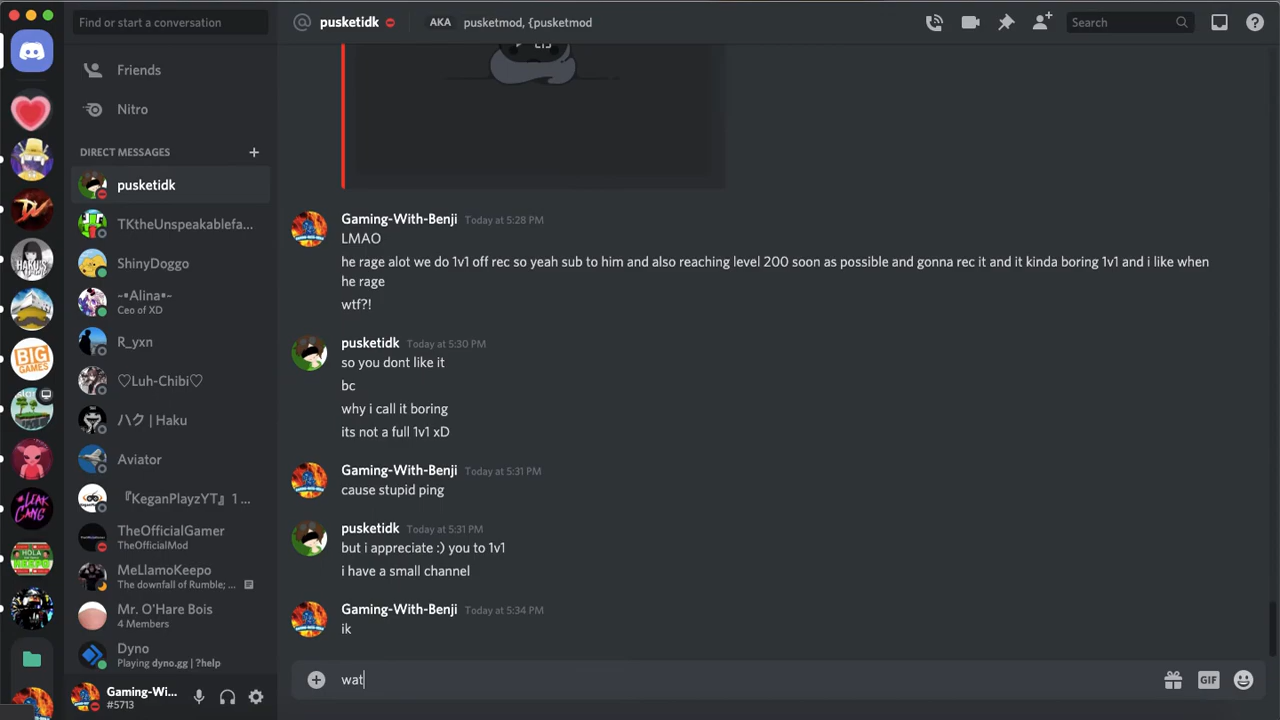 Find or start a conversation
Friends
Nitro
DIRECT MESSAGES
pusketidk
TKtheUnspeakablefa...
ShinyDoggo
-•Alina•-
Ceo of XD
R_yxn
♡Luh-Chibi♡
ハク | Haku
Aviator
『KeganPlayzYT』1 ...
TheOfficialGamer
TheOfficialMod
MeLlamoKeepo
The downfall of Rumble; ...
Mr. O'Hare Bois
4 Members
Dyno
Playing dyno.gg | ?help
Gaming-Wi...
#5713
BIG
GAMES
LEAK
GANG
HOLA
pusketidk
AKA pusketmod, {pusketmod
Search
Gaming-With-Benji Today at 5:28 PM
LMAO
he rage alot we do 1v1 off rec so yeah sub to him and also reaching level 200 soon as possible and gonna rec it and it kinda boring 1v1 and i like when
he rage
wtf?!
pusketidk Today at 5:30 PM
so you dont like it
bc
why i call it boring
its not a full 1v1 xD
Gaming-With-Benji Today at 5:31 PM
cause stupid ping
pusketidk Today at 5:31 PM
but i appreciate :) you to 1v1
i have a small channel
Gaming-With-Benji Today at 5:34 PM
ik
wat
GIF